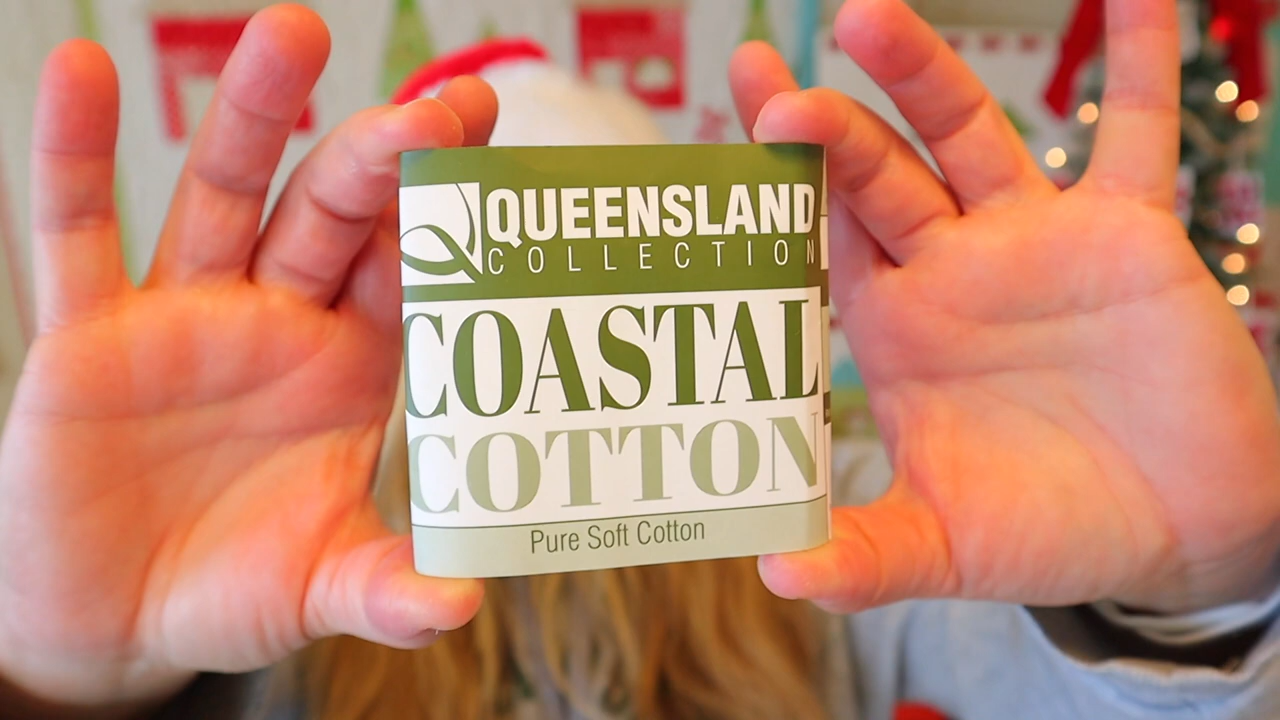 QUEENSLAND
COLLECTION
COASTAL
COTTON
Pure Soft Cotton